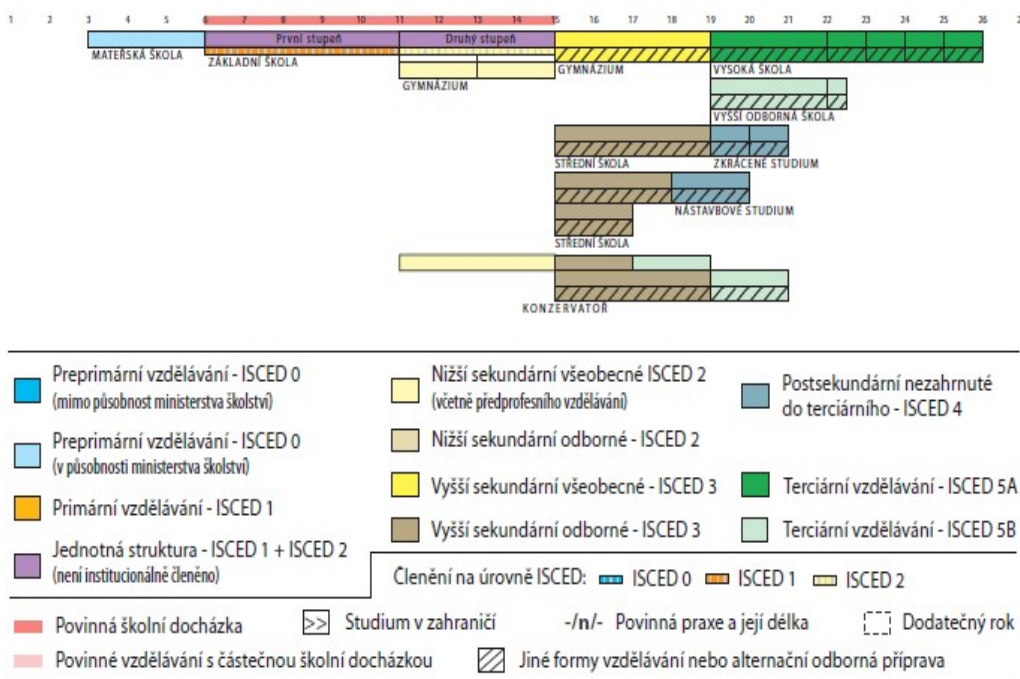 1 2 3 4 5 6 7 8 9 10 11 12 13 14 15 16 17 18 19 20 21 22 23 24 25 26
První stupeň Druhý stupeň
MATEŘSKÁ ŠKOLA ZÁKLADNÍ ŠKOLA GYMNÁZIUM VYSOKÁ ŠKOLA
GYMNÁZIUM
VYŠŠÍ ODBORNÁ ŠKOLA
STŘEDNÍ ŠKOLA ZKRÁCENÉ STUDIUM
NÁSTAVBOVÉ STUDIUM
STŘEDNÍ ŠKOLA
KONZERVATOŘ
Preprimární vzdělávání - ISCED 0
(mimo působnost ministerstva školství)
Preprimární vzdělávání - ISCED 0
(v působnosti ministerstva školství)
Primární vzdělávání - ISCED 1
Jednotná struktura - ISCED 1 + ISCED 2
(není institucionálně členěno)
Nižší sekundární všeobecné ISCED 2
(včetně předprofesního vzdělávání)
Nižší sekundární odborné - ISCED 2
Vyšší sekundární všeobecné - ISCED 3
Vyšší sekundární odborné - ISCED 3
Postsekundární nezahrnuté
do terciárního - ISCED 4
Terciární vzdělávání - ISCED 5A
Terciární vzdělávání - ISCED 5B
Členění na úrovně ISCED: ISCED 0 ISCED 1 ISCED 2
Povinná školní docházka >> Studium v zahraničí -/n/- Povinná praxe a její délka Dodatečný rok
Povinné vzdělávání s částečnou školní docházkou Jiné formy vzdělávání nebo alternační odborná příprava